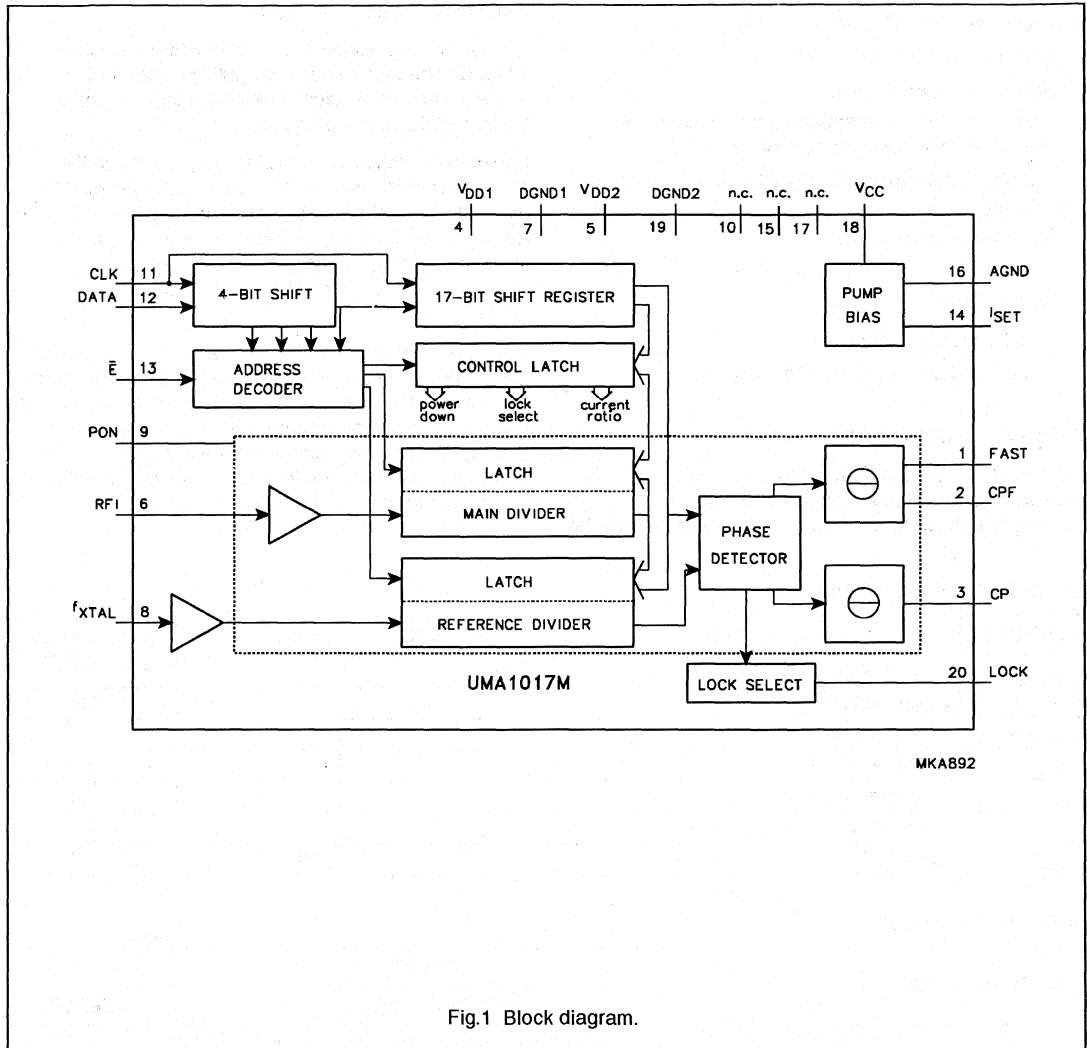 VDD1 DGND1 VDD2 DGND2 n.c. n.c. n.c. VCC
4 7 5 19 10 15 17 18
CLK 11
DATA 12
4-BIT SHIFT
17-BIT SHIFT REGISTER
PUMP
BIAS
16 AGND
14 ISET
E̅ 13
ADDRESS
DECODER
CONTROL LATCH
power
down
lock
select
current
ratio
PON 9
LATCH
MAIN DIVIDER
RFI 6
PHASE
DETECTOR
1 FAST
2 CPF
LATCH
REFERENCE DIVIDER
fXTAL 8
3 CP
UMA1017M
LOCK SELECT
20 LOCK
MKA892
Fig.1 Block diagram.